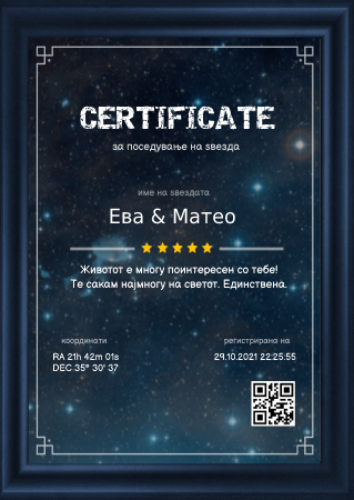 CERTIFICATE
за поседување на ѕвезда
име на ѕвездата
Ева & Матео
Животот е многу поинтересен со тебе!
Те сакам најмногу на светот. Единствена.
координати
RA 21h 42m 01s
DEC 35° 30' 37
регистрирана на
29.10.2021 22:25:55